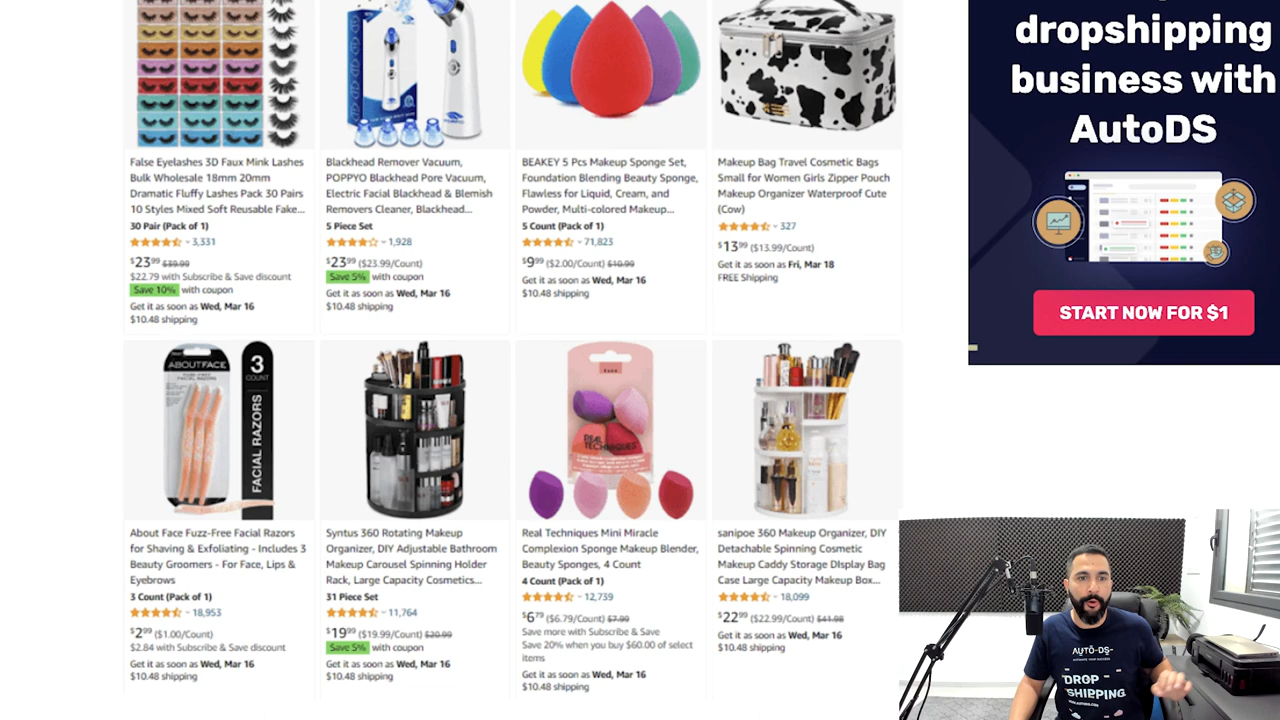 False Eyelashes 3D Faux Mink Lashes
Bulk Wholesale 18mm 20mm
Dramatic Fluffy Lashes Pack 30 Pairs
10 Styles Mixed Soft Reusable Fake...
30 Pair (Pack of 1)
3,331
$23.99 $39.99
$22.79 with Subscribe & Save discount
Save 10% with coupon
Get it as soon as Wed, Mar 16
$10.48 shipping
Blackhead Remover Vacuum,
POPPYO Blackhead Pore Vacuum,
Electric Facial Blackhead & Blemish
Removers Cleaner, Blackhead...
5 Piece Set
1,928
$23.99 ($23.99/Count)
Save 5% with coupon
Get it as soon as Wed, Mar 16
$10.48 shipping
BEAKEY 5 Pcs Makeup Sponge Set,
Foundation Blending Beauty Sponge,
Flawless for Liquid, Cream, and
Powder, Multi-colored Makeup...
5 Count (Pack of 1)
71,823
$9.99 ($2.00/Count) $10.99
Get it as soon as Wed, Mar 16
$10.48 shipping
Makeup Bag Travel Cosmetic Bags
Small for Women Girls Zipper Pouch
Makeup Organizer Waterproof Cute
(Cow)
327
$13.99 ($13.99/Count)
Get it as soon as Fri, Mar 18
FREE Shipping
dropshipping
business with
AutoDS
START NOW FOR $1
ABOUTFACE
FACIAL RAZORS
3
COUNT
FACIAL RAZORS
About Face Fuzz-Free Facial Razors
for Shaving & Exfoliating - Includes 3
Beauty Groomers - For Face, Lips &
Eyebrows
3 Count (Pack of 1)
18,953
$2.99 ($1.00/Count)
$2.84 with Subscribe & Save discount
Get it as soon as Wed, Mar 16
$10.48 shipping
Syntus 360 Rotating Makeup
Organizer, DIY Adjustable Bathroom
Makeup Carousel Spinning Holder
Rack, Large Capacity Cosmetics...
31 Piece Set
11,764
$19.99 ($19.99/Count) $20.99
Save 5% with coupon
Get it as soon as Wed, Mar 16
$10.48 shipping
REAL
TECHNIQUES
Real Techniques Mini Miracle
Complexion Sponge Makeup Blender,
Beauty Sponges, 4 Count
4 Count (Pack of 1)
12,739
$6.79 ($6.79/Count) $7.99
Save more with Subscribe & Save
Save 20% when you buy $60.00 of select
items
Get it as soon as Wed, Mar 16
$10.48 shipping
sanipoe 360 Makeup Organizer, DIY
Detachable Spinning Cosmetic
Makeup Caddy Storage DIsplay Bag
Case Large Capacity Makeup Box...
18,099
$22.99 ($22.99/Count) $41.98
Get it as soon as Wed, Mar 16
$10.48 shipping
AUTO-DS
DROP
SHIPPING